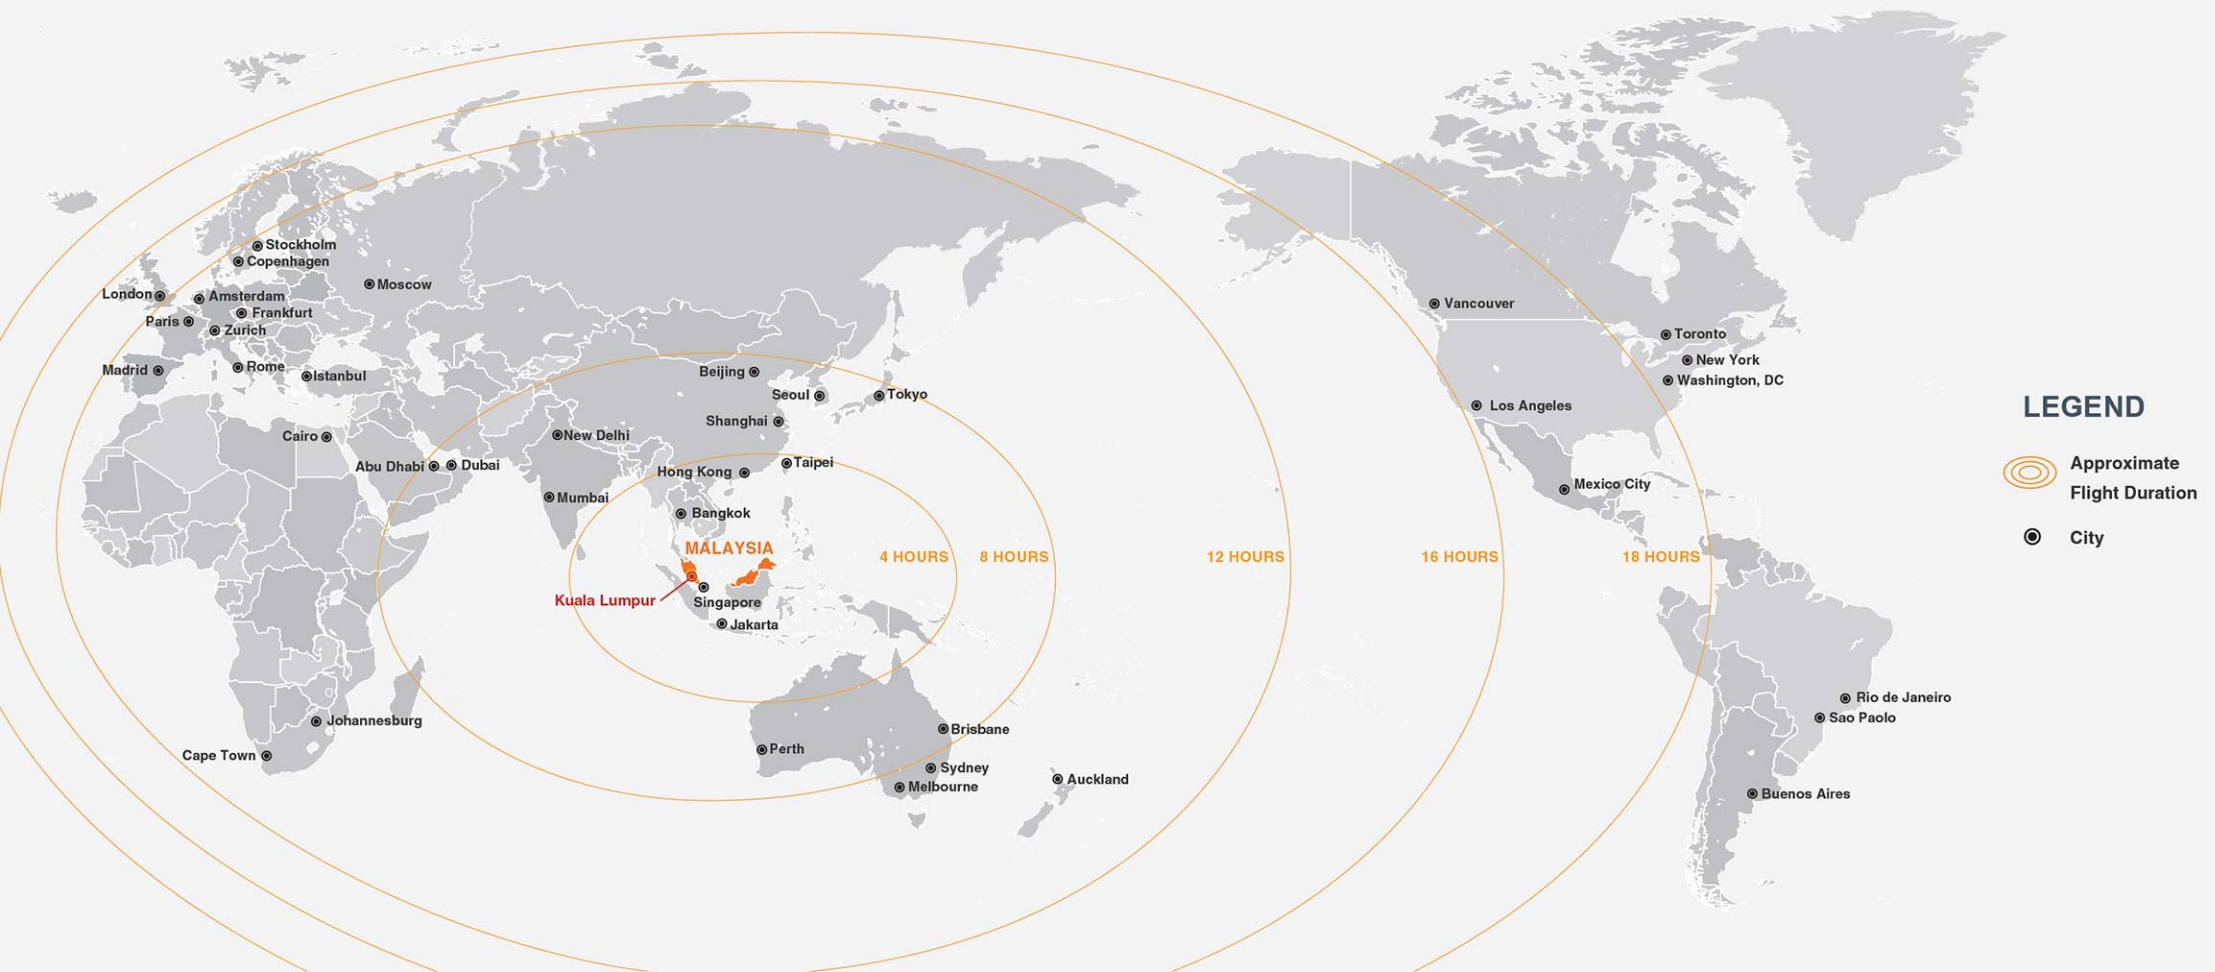 Stockholm
Copenhagen
Moscow
London
Amsterdam
Vancouver
Frankfurt
Paris
Zurich
Toronto
New York
Madrid
Rome
Istanbul
Beijing
Washington, DC
Seoul
Tokyo
Los Angeles
LEGEND
Shanghai
Cairo
New Delhi
Abu Dhabi
Dubai
Hong Kong
Taipei
Approximate
Flight Duration
Mexico City
Mumbai
Bangkok
City
MALAYSIA
4 HOURS
8 HOURS
12 HOURS
16 HOURS
18 HOURS
Kuala Lumpur
Singapore
Jakarta
Rio de Janeiro
Sao Paolo
Johannesburg
Brisbane
Perth
Cape Town
Sydney
Auckland
Melbourne
Buenos Aires